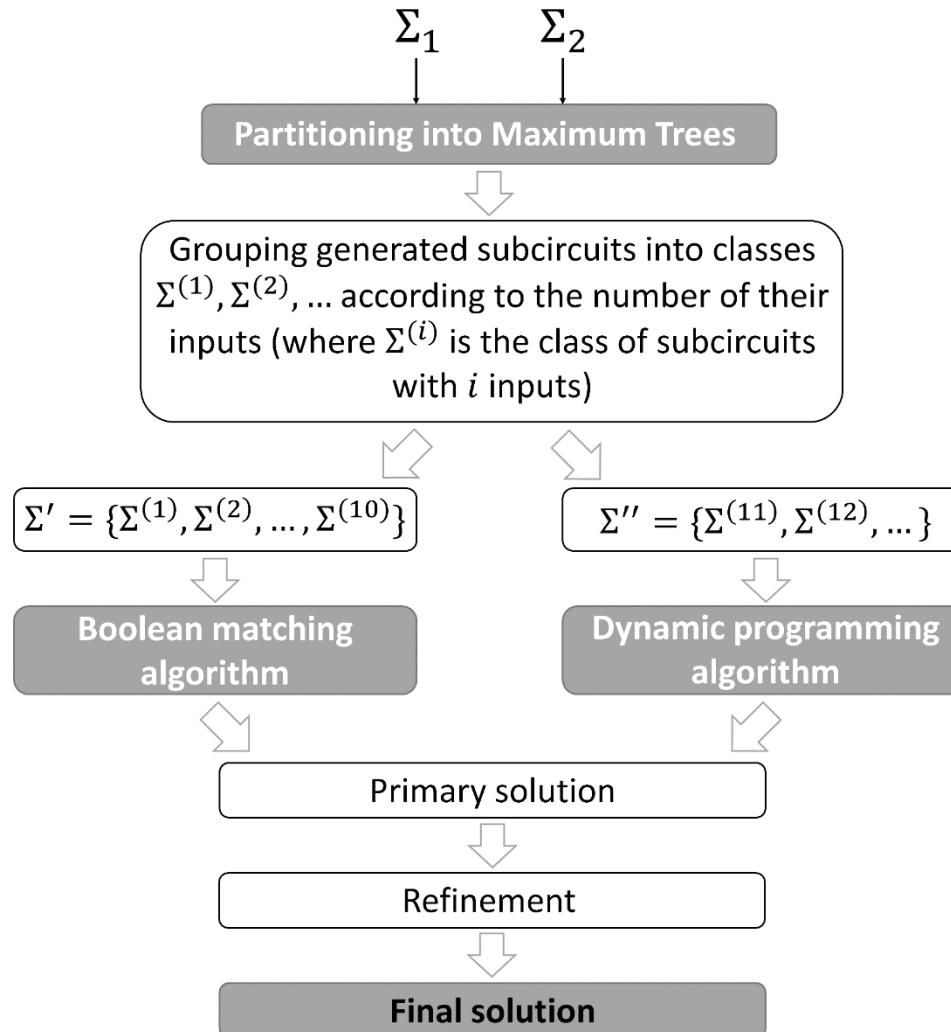 Σ₁ Σ₂
Partitioning into Maximum Trees
Grouping generated subcircuits into classes
Σ⁽¹⁾, Σ⁽²⁾, … according to the number of their
inputs (where Σ⁽ⁱ⁾ is the class of subcircuits
with i inputs)
Σ′ = {Σ⁽¹⁾, Σ⁽²⁾, … , Σ⁽¹⁰⁾}
Σ′′ = {Σ⁽¹¹⁾, Σ⁽¹²⁾, … }
Boolean matching
algorithm
Dynamic programming
algorithm
Primary solution
Refinement
Final solution